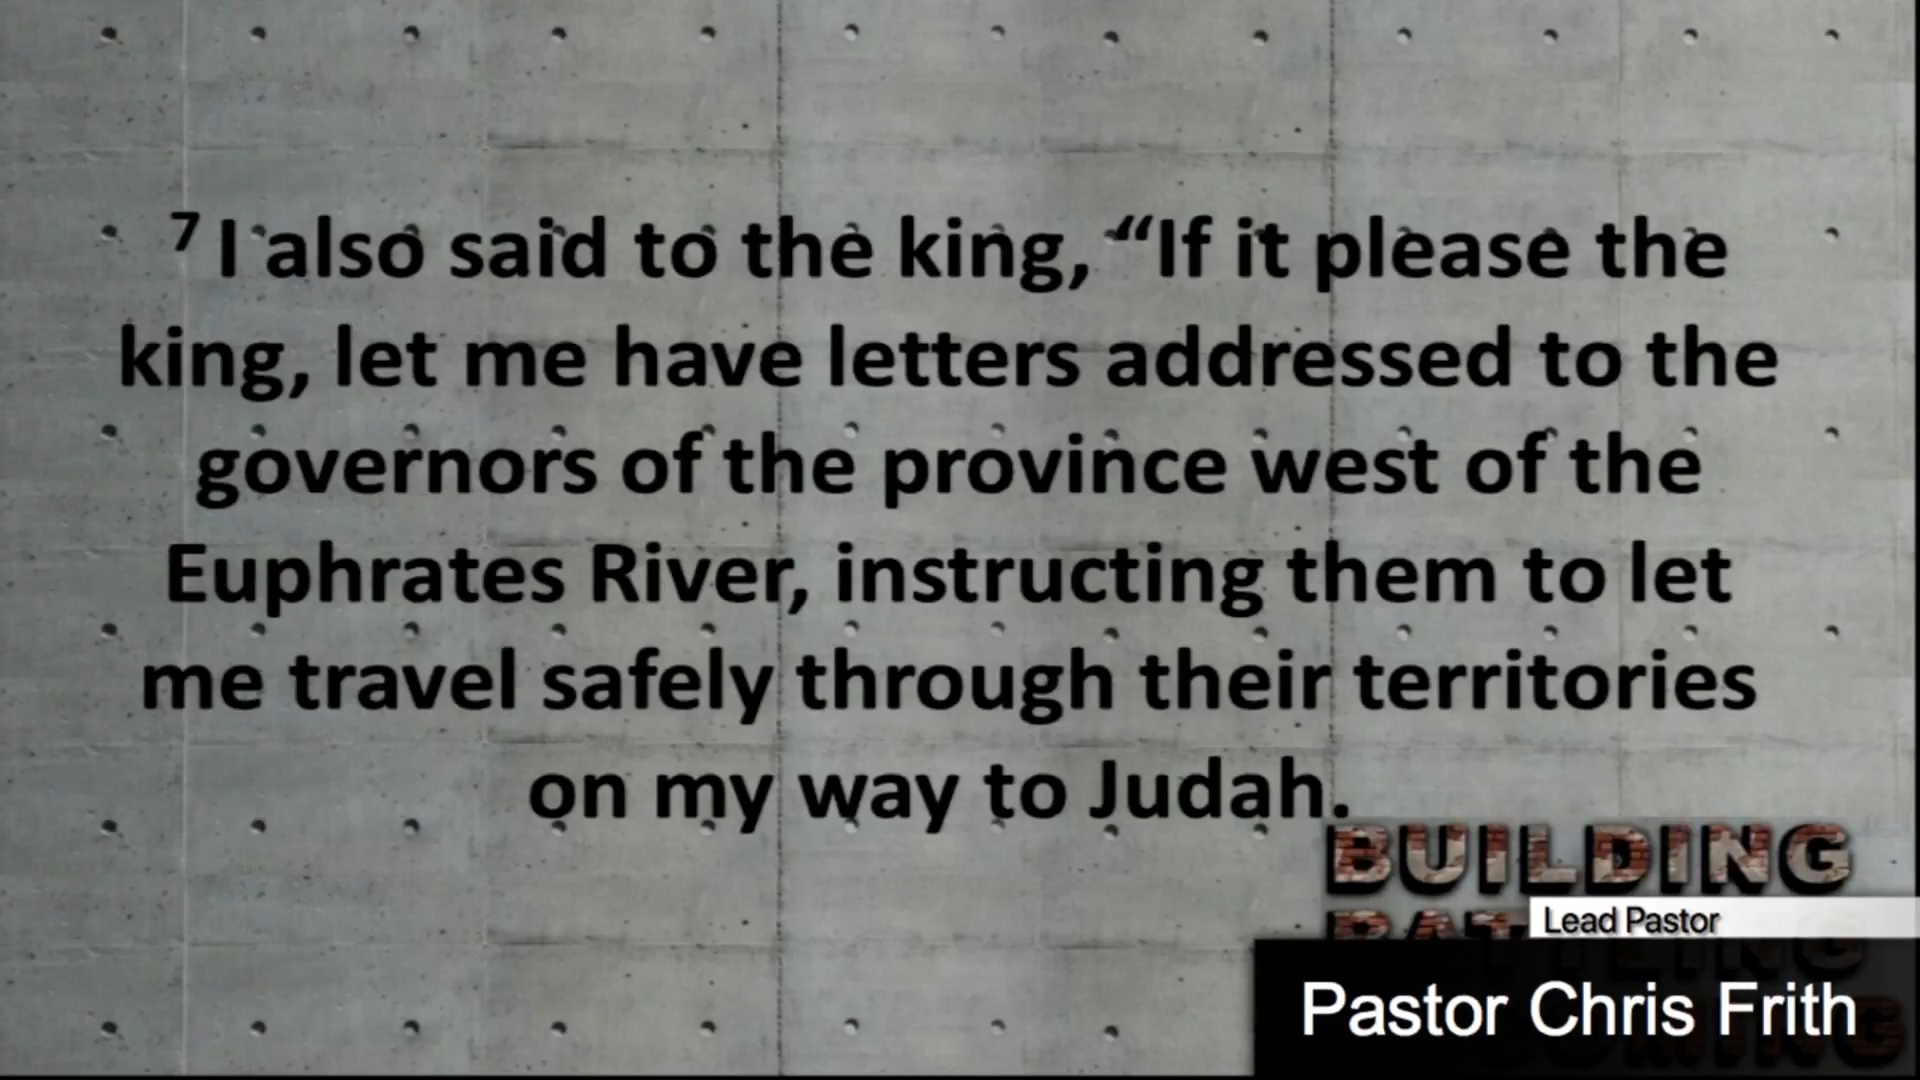 ⁷ I also said to the king, “If it please the
king, let me have letters addressed to the
governors of the province west of the
Euphrates River, instructing them to let
me travel safely through their territories
on my way to Judah.
BUILDING
Lead Pastor
Pastor Chris Frith